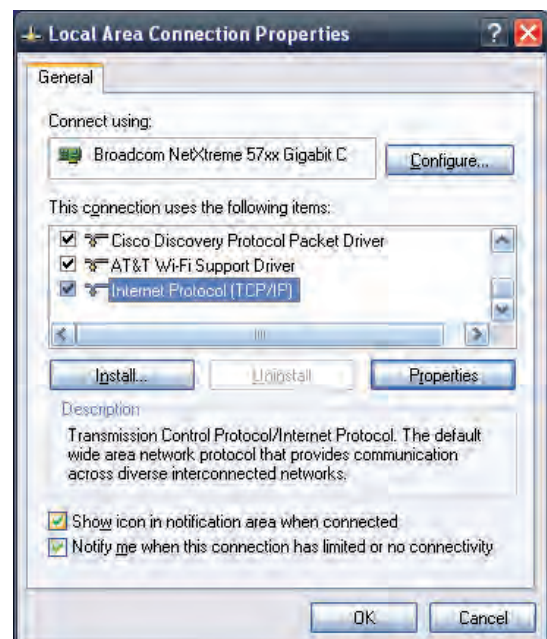 Local Area Connection Properties
General
Connect using:
Broadcom NetXtreme 57xx Gigabit C
Configure...
This connection uses the following items:
Cisco Discovery Protocol Packet Driver
AT&T Wi-Fi Support Driver
Internet Protocol (TCP/IP)
Install...
Uninstall
Properties
Description
Transmission Control Protocol/Internet Protocol. The default
wide area network protocol that provides communication
across diverse interconnected networks.
Show icon in notification area when connected
Notify me when this connection has limited or no connectivity
OK
Cancel